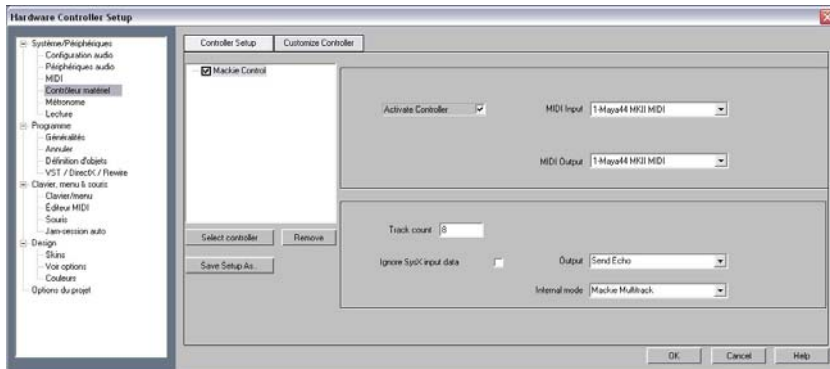 Hardware Controller Setup
Système/Périphériques
Configuration audio
Périphériques audio
MIDI
Contrôleur matériel
Métronome
Lecture
Programme
Généralités
Annuler
Définition d'objets
VST / DirectX / Rewire
Clavier, menu & souris
Clavier/menu
Éditeur MIDI
Souris
Jam-session auto
Design
Skins
Voir options
Couleurs
Options du projet
Controller Setup
Customize Controller
Mackie Control
Select controller
Remove
Save Setup As..
Activate Controller
MIDI Input
1-Maya44 MKII MIDI
MIDI Output
1-Maya44 MKII MIDI
Track count
8
Ignore SysX input data
Output
Send Echo
Internal mode
Mackie Multitrack
OK
Cancel
Help